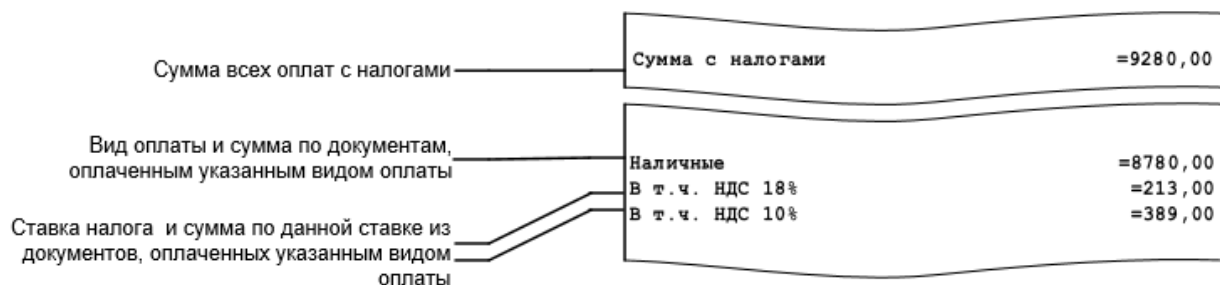 Сумма всех оплат с налогами
Сумма с налогами =9280,00
Вид оплаты и сумма по документам,
оплаченным указанным видом оплаты
Наличные =8780,00
В т.ч. НДС 18% =213,00
В т.ч. НДС 10% =389,00
Ставка налога и сумма по данной ставке из
документов, оплаченных указанным видом
оплаты